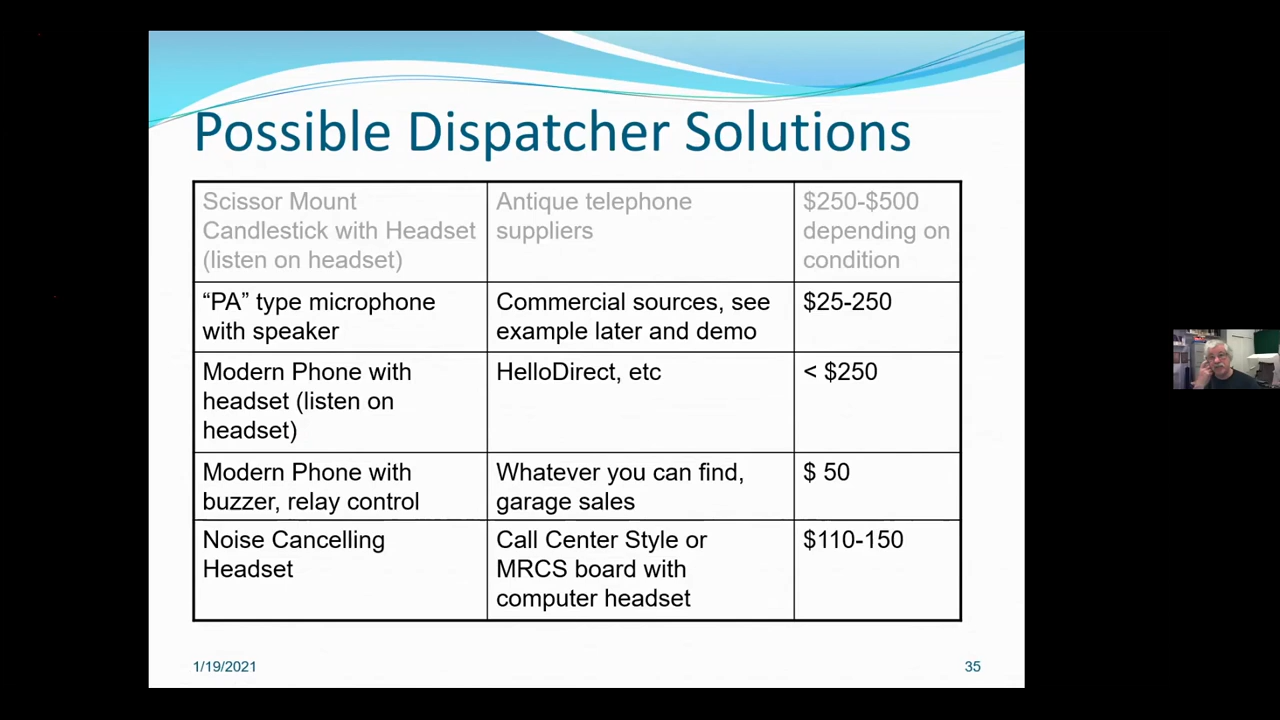 Possible Dispatcher Solutions
Scissor Mount
Candlestick with Headset
(listen on headset)
Antique telephone
suppliers
$250-$500
depending on
condition
“PA” type microphone
with speaker
Commercial sources, see
example later and demo
$25-250
Modern Phone with
headset (listen on
headset)
HelloDirect, etc
< $250
Modern Phone with
buzzer, relay control
Whatever you can find,
garage sales
$ 50
Noise Cancelling
Headset
Call Center Style or
MRCS board with
computer headset
$110-150
1/19/2021
35